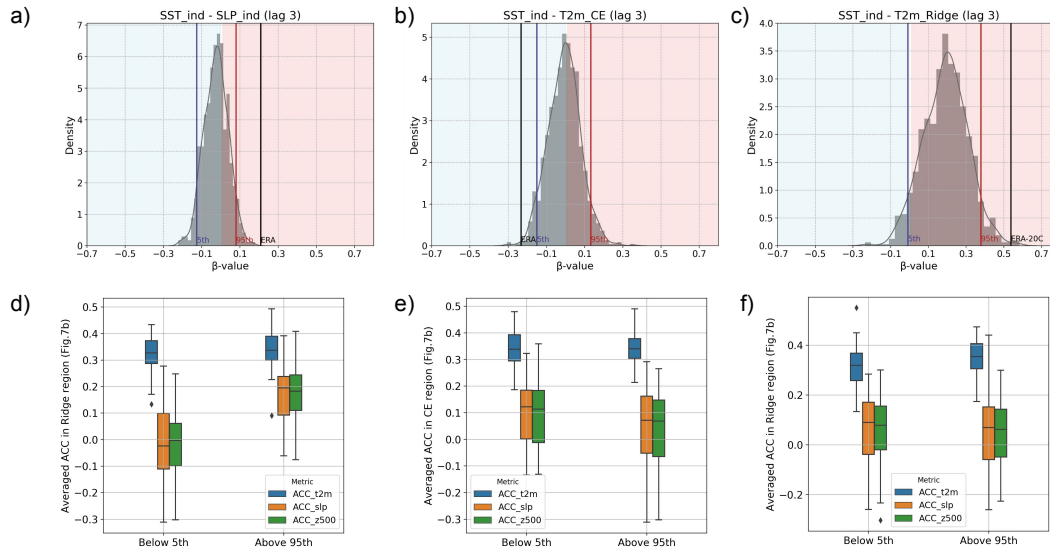 a)
SST_ind - SLP_ind (lag 3)
7
6
5
4
3
2
1
0
Density
5th
95th
ERA
−0.7
−0.5
−0.3
−0.1
0.1
0.3
0.5
0.7
β-value
b)
SST_ind - T2m_CE (lag 3)
5
4
3
2
1
0
Density
ERA
5th
95th
−0.7
−0.5
−0.3
−0.1
0.1
0.3
0.5
0.7
β-value
c)
SST_ind - T2m_Ridge (lag 3)
4.0
3.5
3.0
2.5
2.0
1.5
1.0
0.5
0.0
Density
5th
95th
ERA-20C
−0.7
−0.5
−0.3
−0.1
0.1
0.3
0.5
0.7
β-value
d)
Averaged ACC in Ridge region (Fig.7b)
0.5
0.4
0.3
0.2
0.1
0.0
−0.1
−0.2
−0.3
Metric
ACC_t2m
ACC_slp
ACC_z500
Below 5th
Above 95th
e)
Averaged ACC in CE region (Fig.7b)
0.5
0.4
0.3
0.2
0.1
0.0
−0.1
−0.2
−0.3
Metric
ACC_t2m
ACC_slp
ACC_z500
Below 5th
Above 95th
f)
Averaged ACC in Ridge region (Fig.7b)
0.4
0.2
0.0
−0.2
Metric
ACC_t2m
ACC_slp
ACC_z500
Below 5th
Above 95th